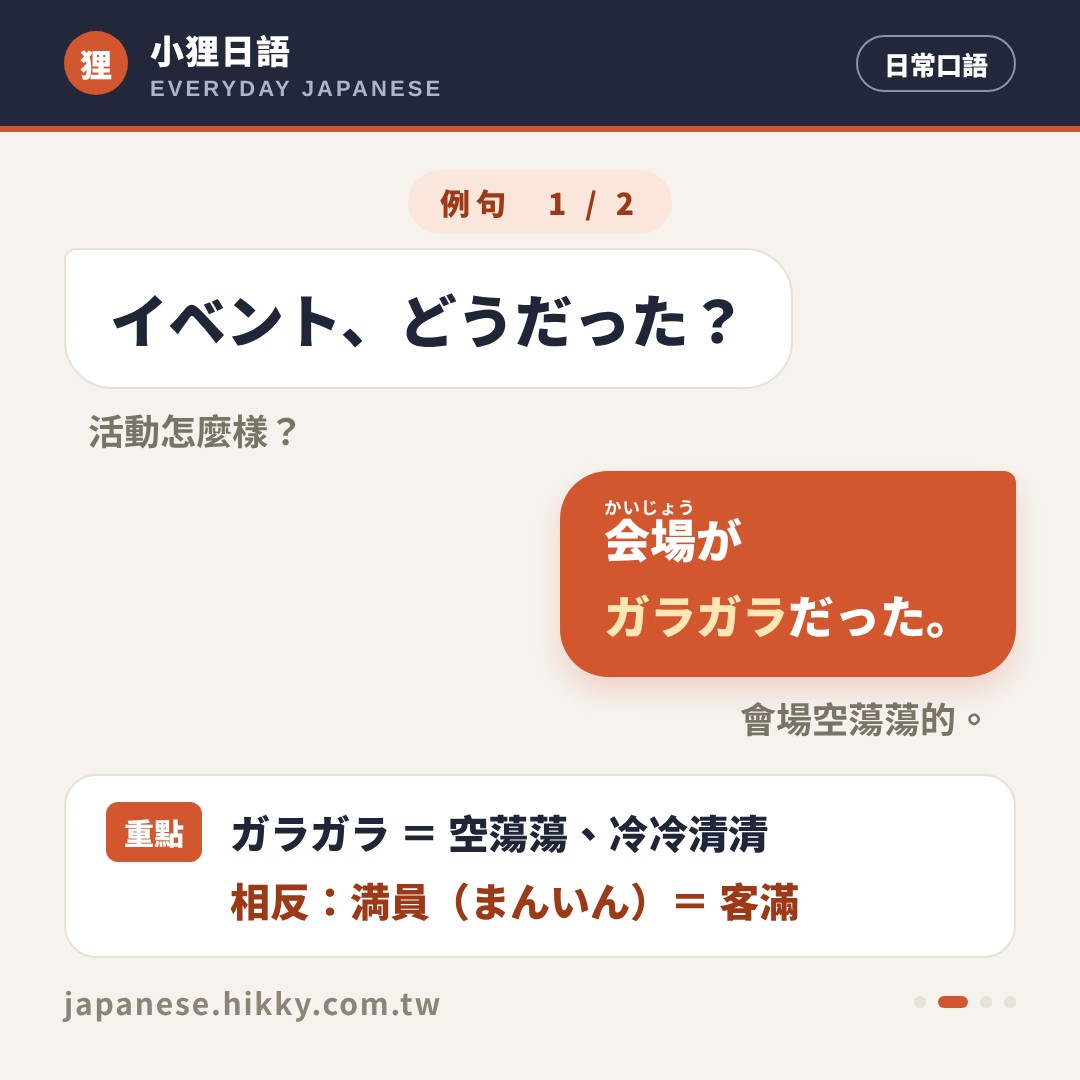 狸
小狸日語
EVERYDAY JAPANESE
日常口語
例句 1 / 2
イベント、どうだった？
活動怎麼樣？
かいじょう
会場が
ガラガラだった。
會場空蕩蕩的。
重點
ガラガラ ＝ 空蕩蕩、冷冷清清
相反：満員（まんいん）＝ 客滿
japanese.hikky.com.tw